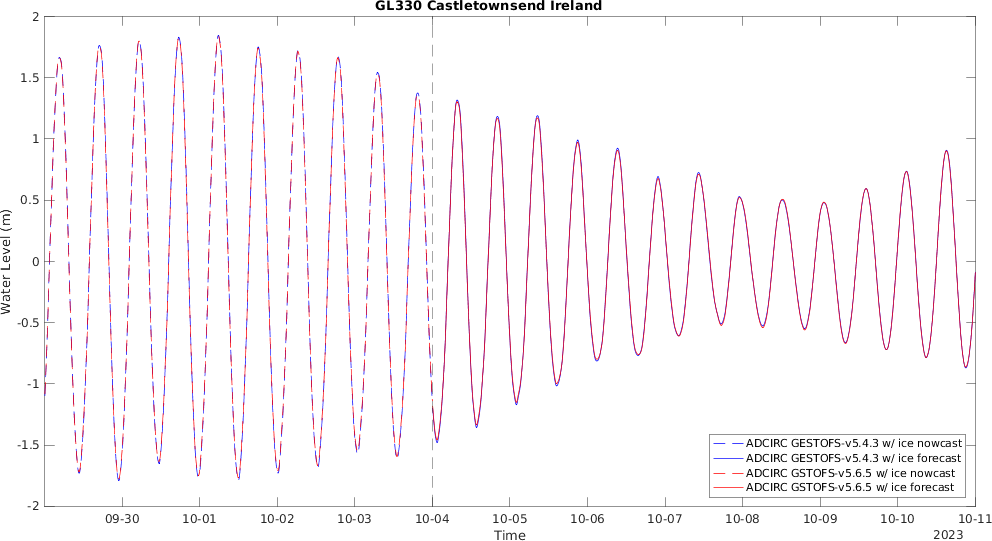 GL330 Castletownsend Ireland
2
1.5
1
0.5
0
-0.5
-1
-1.5
-2
Water Level (m)
09-30 10-01 10-02 10-03 10-04 10-05 10-06 10-07 10-08 10-09 10-10 10-11
Time
2023
ADCIRC GESTOFS-v5.4.3 w/ ice nowcast
ADCIRC GESTOFS-v5.4.3 w/ ice forecast
ADCIRC GSTOFS-v5.6.5 w/ ice nowcast
ADCIRC GSTOFS-v5.6.5 w/ ice forecast